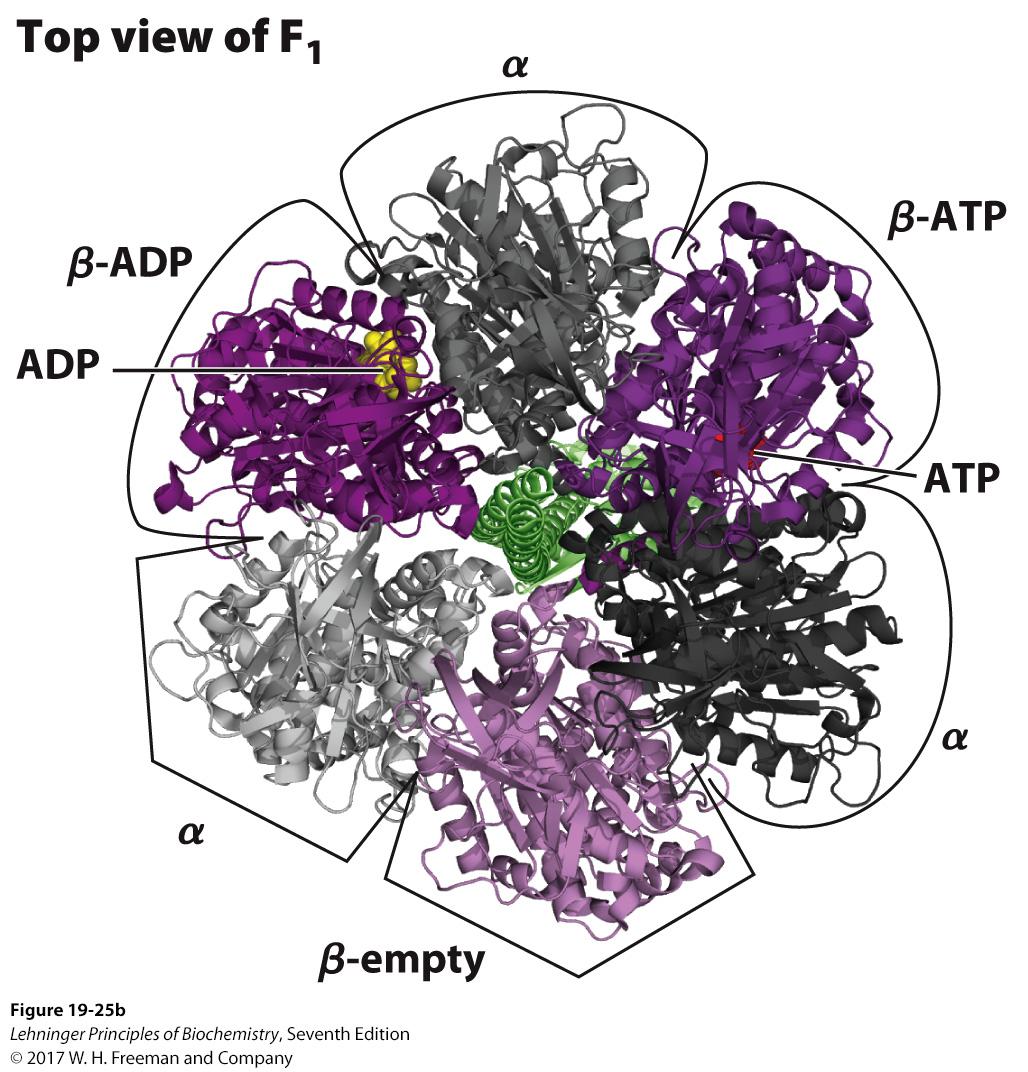 Top view of F₁
α
β-ATP
β-ADP
ADP
ATP
α
α
β-empty
Figure 19-25b
Lehninger Principles of Biochemistry, Seventh Edition
© 2017 W. H. Freeman and Company